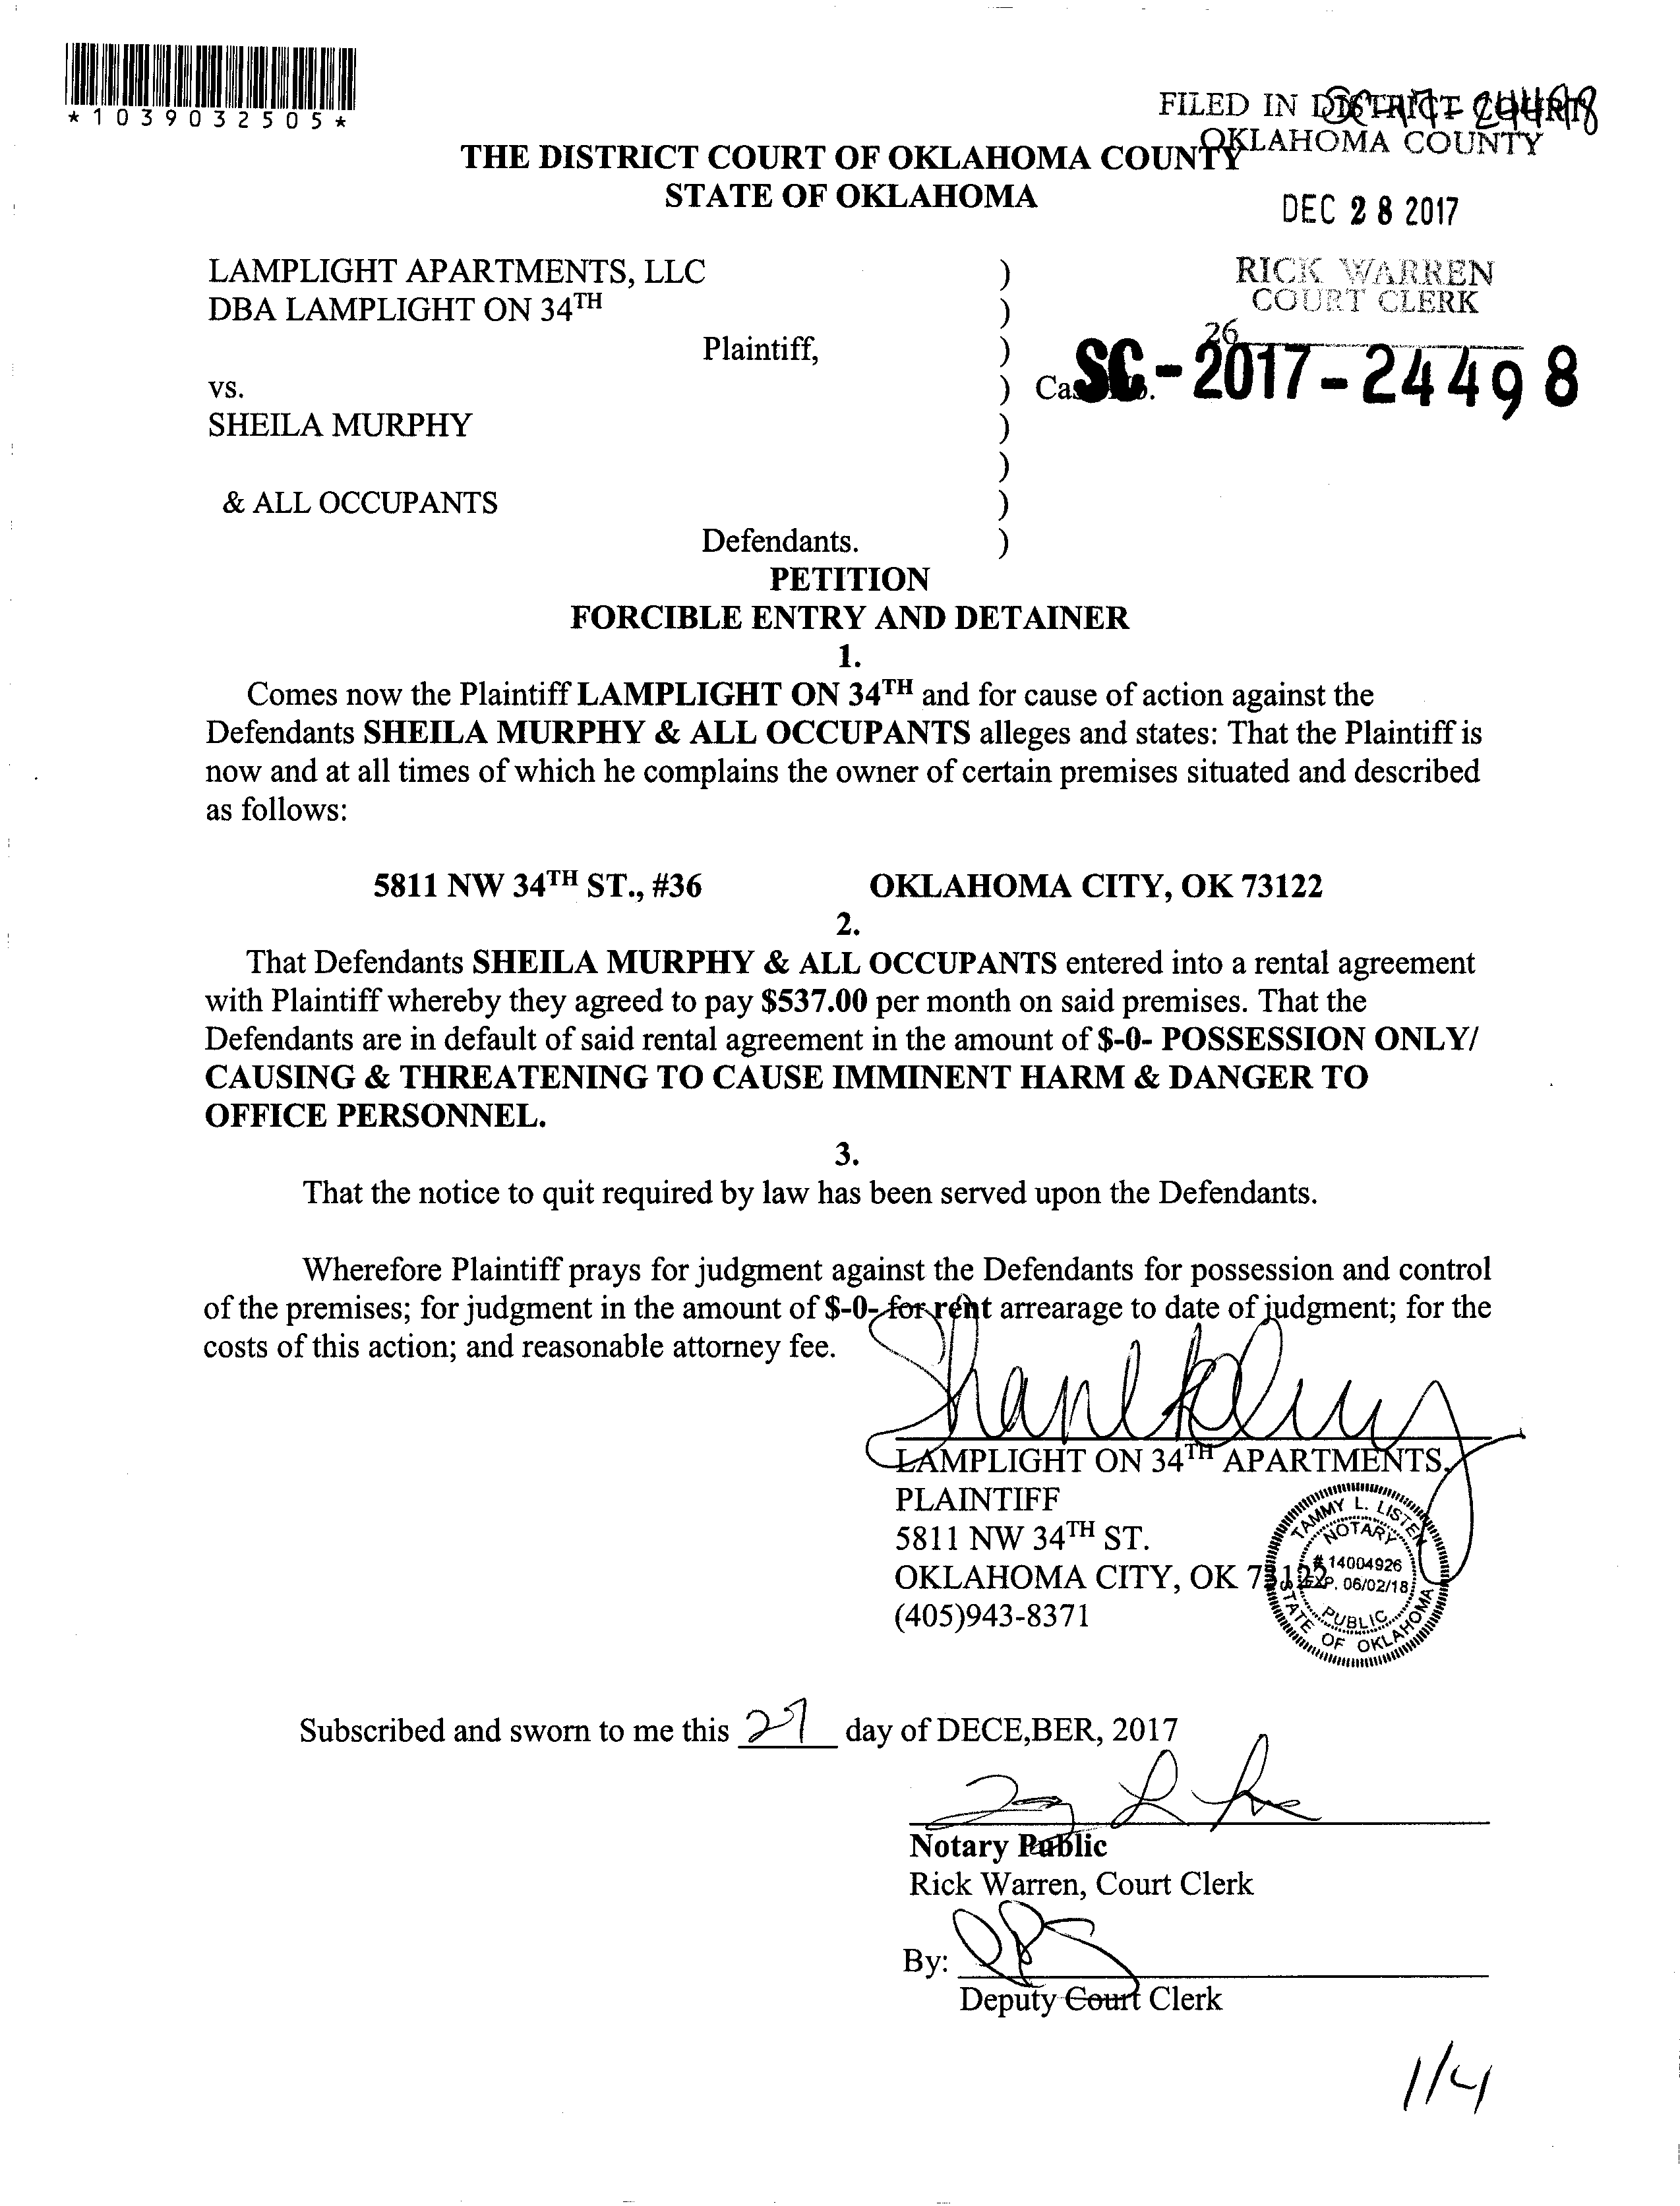 *1039032505*
SC-17-24498
FILED IN DISTRICT COURT
OKLAHOMA COUNTY
THE DISTRICT COURT OF OKLAHOMA COUNTY
STATE OF OKLAHOMA
DEC 28 2017
RICK WARREN
COURT CLERK
26
LAMPLIGHT APARTMENTS, LLC )
DBA LAMPLIGHT ON 34TH )
Plaintiff, )
vs. ) Case No. SC-2017-24498
SHEILA MURPHY )
)
& ALL OCCUPANTS )
Defendants. )
PETITION
FORCIBLE ENTRY AND DETAINER
1.
Comes now the Plaintiff LAMPLIGHT ON 34TH and for cause of action against the
Defendants SHEILA MURPHY & ALL OCCUPANTS alleges and states: That the Plaintiff is
now and at all times of which he complains the owner of certain premises situated and described
as follows:
5811 NW 34TH ST., #36 OKLAHOMA CITY, OK 73122
2.
That Defendants SHEILA MURPHY & ALL OCCUPANTS entered into a rental agreement
with Plaintiff whereby they agreed to pay $537.00 per month on said premises. That the
Defendants are in default of said rental agreement in the amount of $-0- POSSESSION ONLY/
CAUSING & THREATENING TO CAUSE IMMINENT HARM & DANGER TO
OFFICE PERSONNEL.
3.
That the notice to quit required by law has been served upon the Defendants.
Wherefore Plaintiff prays for judgment against the Defendants for possession and control
of the premises; for judgment in the amount of $-0- for rent arrearage to date of judgment; for the
costs of this action; and reasonable attorney fee.
LAMPLIGHT ON 34TH APARTMENTS,
PLAINTIFF
5811 NW 34TH ST.
OKLAHOMA CITY, OK 73122
(405)943-8371
TAMMY L. LISTEN
NOTARY
# 14004926
EXP. 06/02/18
PUBLIC
STATE OF OKLAHOMA
Subscribed and sworn to me this 27 day of DECE,BER, 2017
Notary Public
Rick Warren, Court Clerk
By:
Deputy Court Clerk
1/4